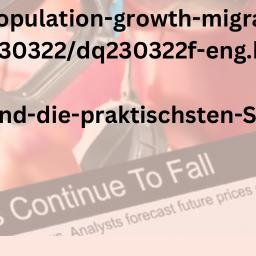 opulation-growth-migra
30322/dq230322f-eng.h
nd-die-praktischsten-S
s Continue To Fall
s. Analysts forecast future prices